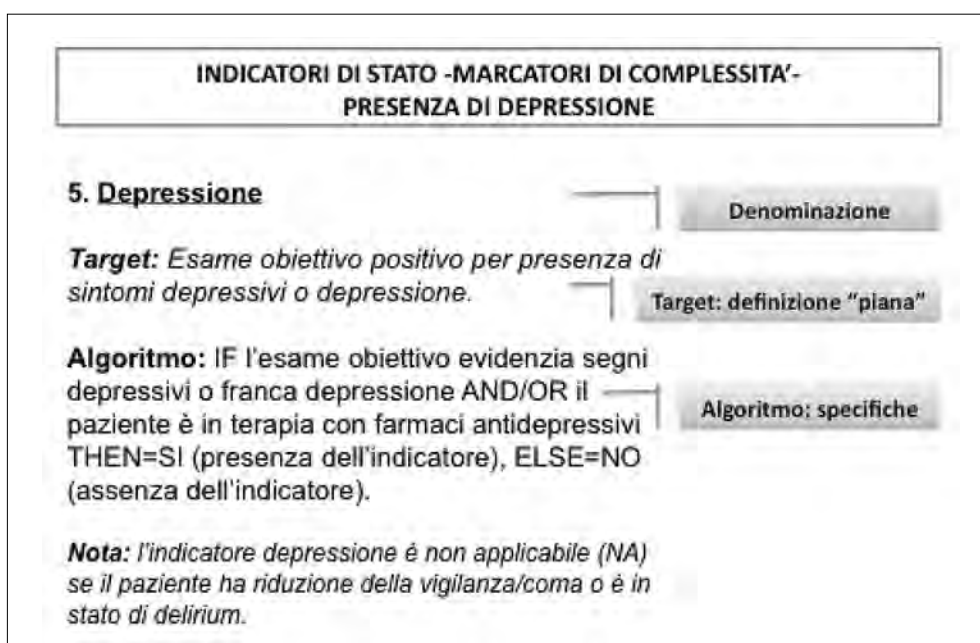 INDICATORI DI STATO -MARCATORI DI COMPLESSITA'-
PRESENZA DI DEPRESSIONE
5. Depressione
Denominazione
Target: Esame obiettivo positivo per presenza di
sintomi depressivi o depressione.
Target: definizione “piana”
Algoritmo: IF l'esame obiettivo evidenzia segni
depressivi o franca depressione AND/OR il
paziente è in terapia con farmaci antidepressivi
THEN=SI (presenza dell'indicatore), ELSE=NO
(assenza dell'indicatore).
Algoritmo: specifiche
Nota: l'indicatore depressione é non applicabile (NA)
se il paziente ha riduzione della vigilanza/coma o é in
stato di delirium.